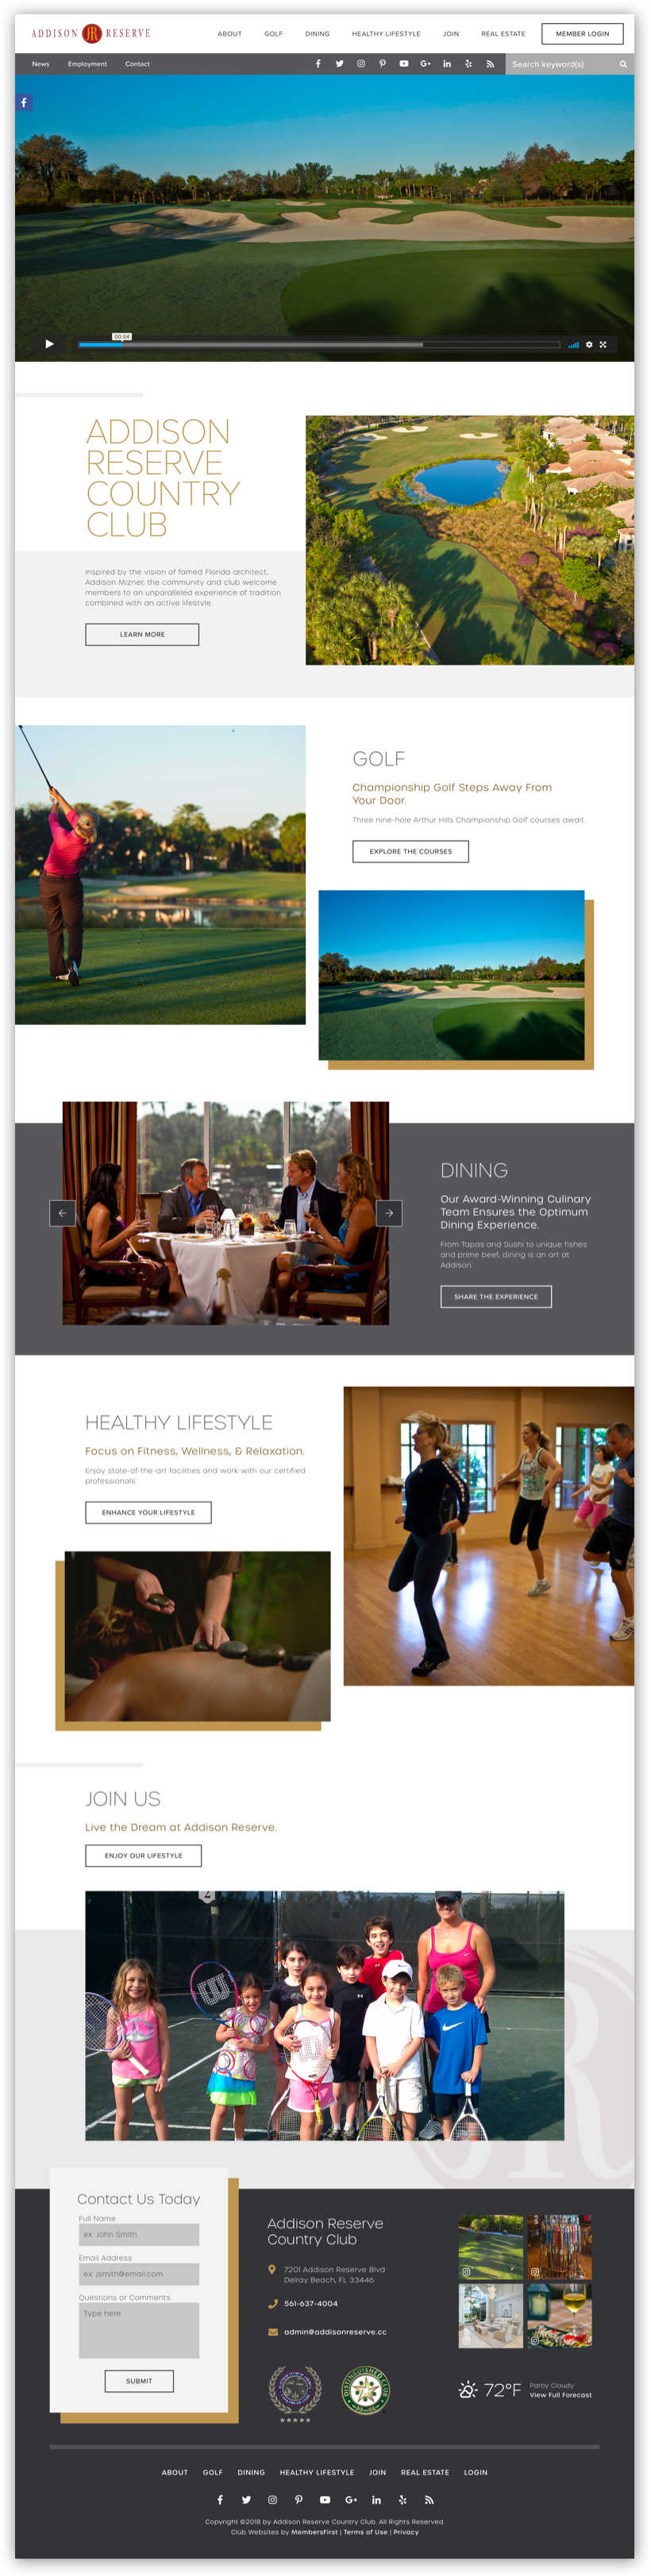 ADDISON RESERVE
ABOUT GOLF DINING HEALTHY LIFESTYLE JOIN REAL ESTATE MEMBER LOGIN
News Employment Contact
Search keyword(s)
00:04
ADDISON
RESERVE
COUNTRY
CLUB
Inspired by the vision of famed Florida architect,
Addison Mizner, the community and club welcome
members to an unparalleled experience of tradition
combined with an active lifestyle.
LEARN MORE
GOLF
Championship Golf Steps Away From
Your Door.
Three nine-hole Arthur Hills Championship Golf courses await.
EXPLORE THE COURSES
DINING
Our Award-Winning Culinary
Team Ensures the Optimum
Dining Experience.
From Tapas and Sushi to unique fishes
and prime beef, dining is an art at
Addison.
SHARE THE EXPERIENCE
HEALTHY LIFESTYLE
Focus on Fitness, Wellness, & Relaxation.
Enjoy state-of-the-art facilities and work with our certified
professionals.
ENHANCE YOUR LIFESTYLE
JOIN US
Live the Dream at Addison Reserve.
ENJOY OUR LIFESTYLE
2
Contact Us Today
Full Name
ex. John Smith
Email Address
ex. jsmith@email.com
Questions or Comments
Type here
SUBMIT
Addison Reserve
Country Club
7201 Addison Reserve Blvd
Delray Beach, FL 33446
561-637-4004
admin@addisonreserve.cc
DISTINGUISHED CLUB
72°F
Partly Cloudy
View Full Forecast
ABOUT GOLF DINING HEALTHY LIFESTYLE JOIN REAL ESTATE LOGIN
Copyright ©2018 by Addison Reserve Country Club. All Rights Reserved.
Club Websites by MembersFirst | Terms of Use | Privacy